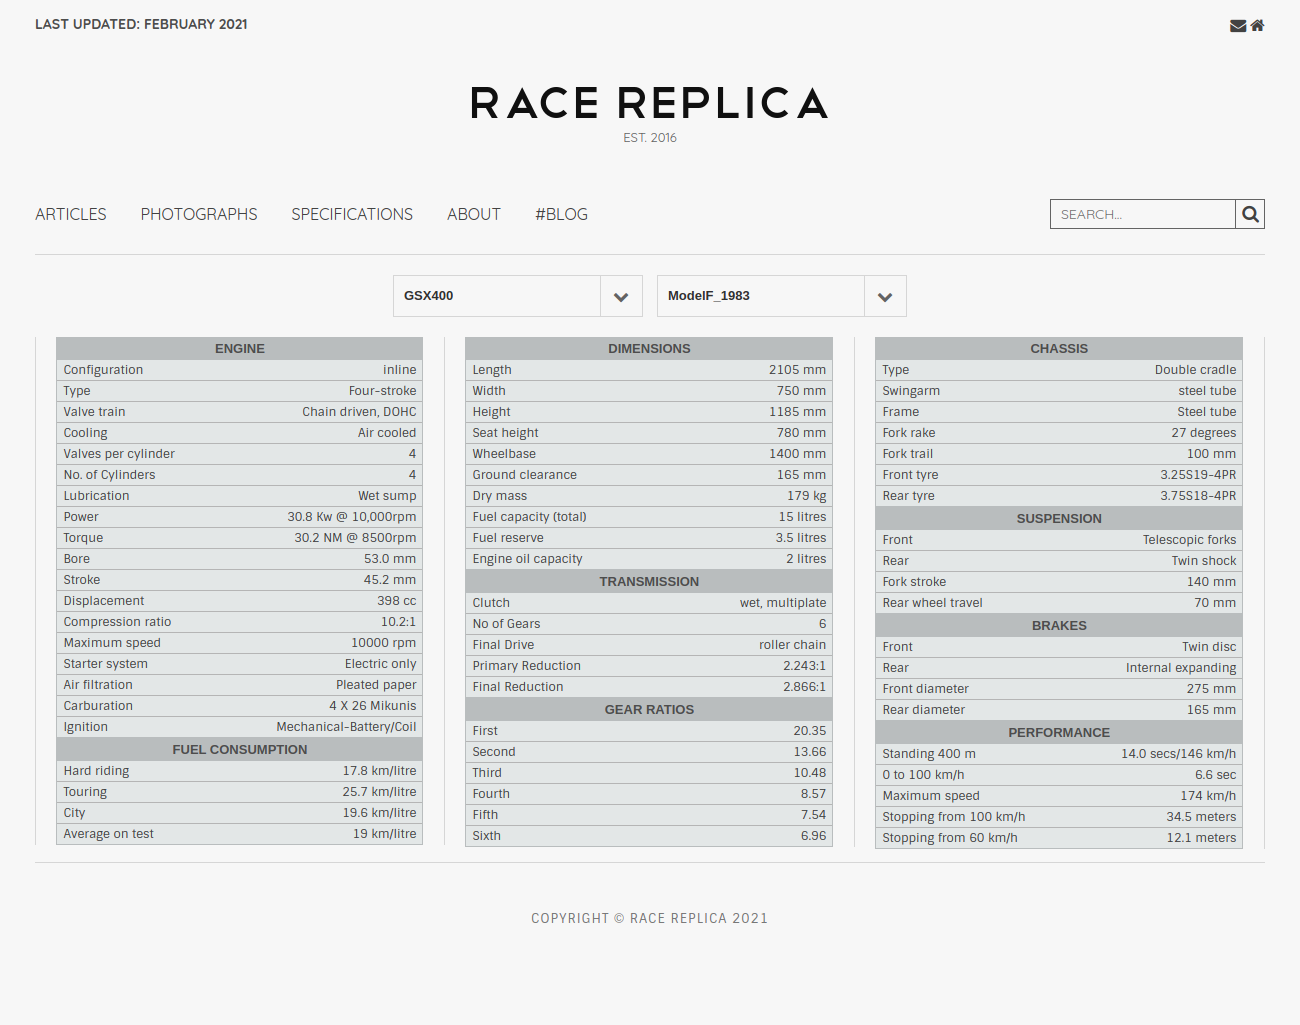 LAST UPDATED: FEBRUARY 2021
RACE REPLICA
EST. 2016
ARTICLES PHOTOGRAPHS SPECIFICATIONS ABOUT #BLOG SEARCH...
GSX400 ModelF_1983
ENGINE
Configuration inline
Type Four-stroke
Valve train Chain driven, DOHC
Cooling Air cooled
Valves per cylinder 4
No. of Cylinders 4
Lubrication Wet sump
Power 30.8 Kw @ 10,000rpm
Torque 30.2 NM @ 8500rpm
Bore 53.0 mm
Stroke 45.2 mm
Displacement 398 cc
Compression ratio 10.2:1
Maximum speed 10000 rpm
Starter system Electric only
Air filtration Pleated paper
Carburation 4 X 26 Mikunis
Ignition Mechanical-Battery/Coil
FUEL CONSUMPTION
Hard riding 17.8 km/litre
Touring 25.7 km/litre
City 19.6 km/litre
Average on test 19 km/litre
DIMENSIONS
Length 2105 mm
Width 750 mm
Height 1185 mm
Seat height 780 mm
Wheelbase 1400 mm
Ground clearance 165 mm
Dry mass 179 kg
Fuel capacity (total) 15 litres
Fuel reserve 3.5 litres
Engine oil capacity 2 litres
TRANSMISSION
Clutch wet, multiplate
No of Gears 6
Final Drive roller chain
Primary Reduction 2.243:1
Final Reduction 2.866:1
GEAR RATIOS
First 20.35
Second 13.66
Third 10.48
Fourth 8.57
Fifth 7.54
Sixth 6.96
CHASSIS
Type Double cradle
Swingarm steel tube
Frame Steel tube
Fork rake 27 degrees
Fork trail 100 mm
Front tyre 3.25S19-4PR
Rear tyre 3.75S18-4PR
SUSPENSION
Front Telescopic forks
Rear Twin shock
Fork stroke 140 mm
Rear wheel travel 70 mm
BRAKES
Front Twin disc
Rear Internal expanding
Front diameter 275 mm
Rear diameter 165 mm
PERFORMANCE
Standing 400 m 14.0 secs/146 km/h
0 to 100 km/h 6.6 sec
Maximum speed 174 km/h
Stopping from 100 km/h 34.5 meters
Stopping from 60 km/h 12.1 meters
COPYRIGHT © RACE REPLICA 2021